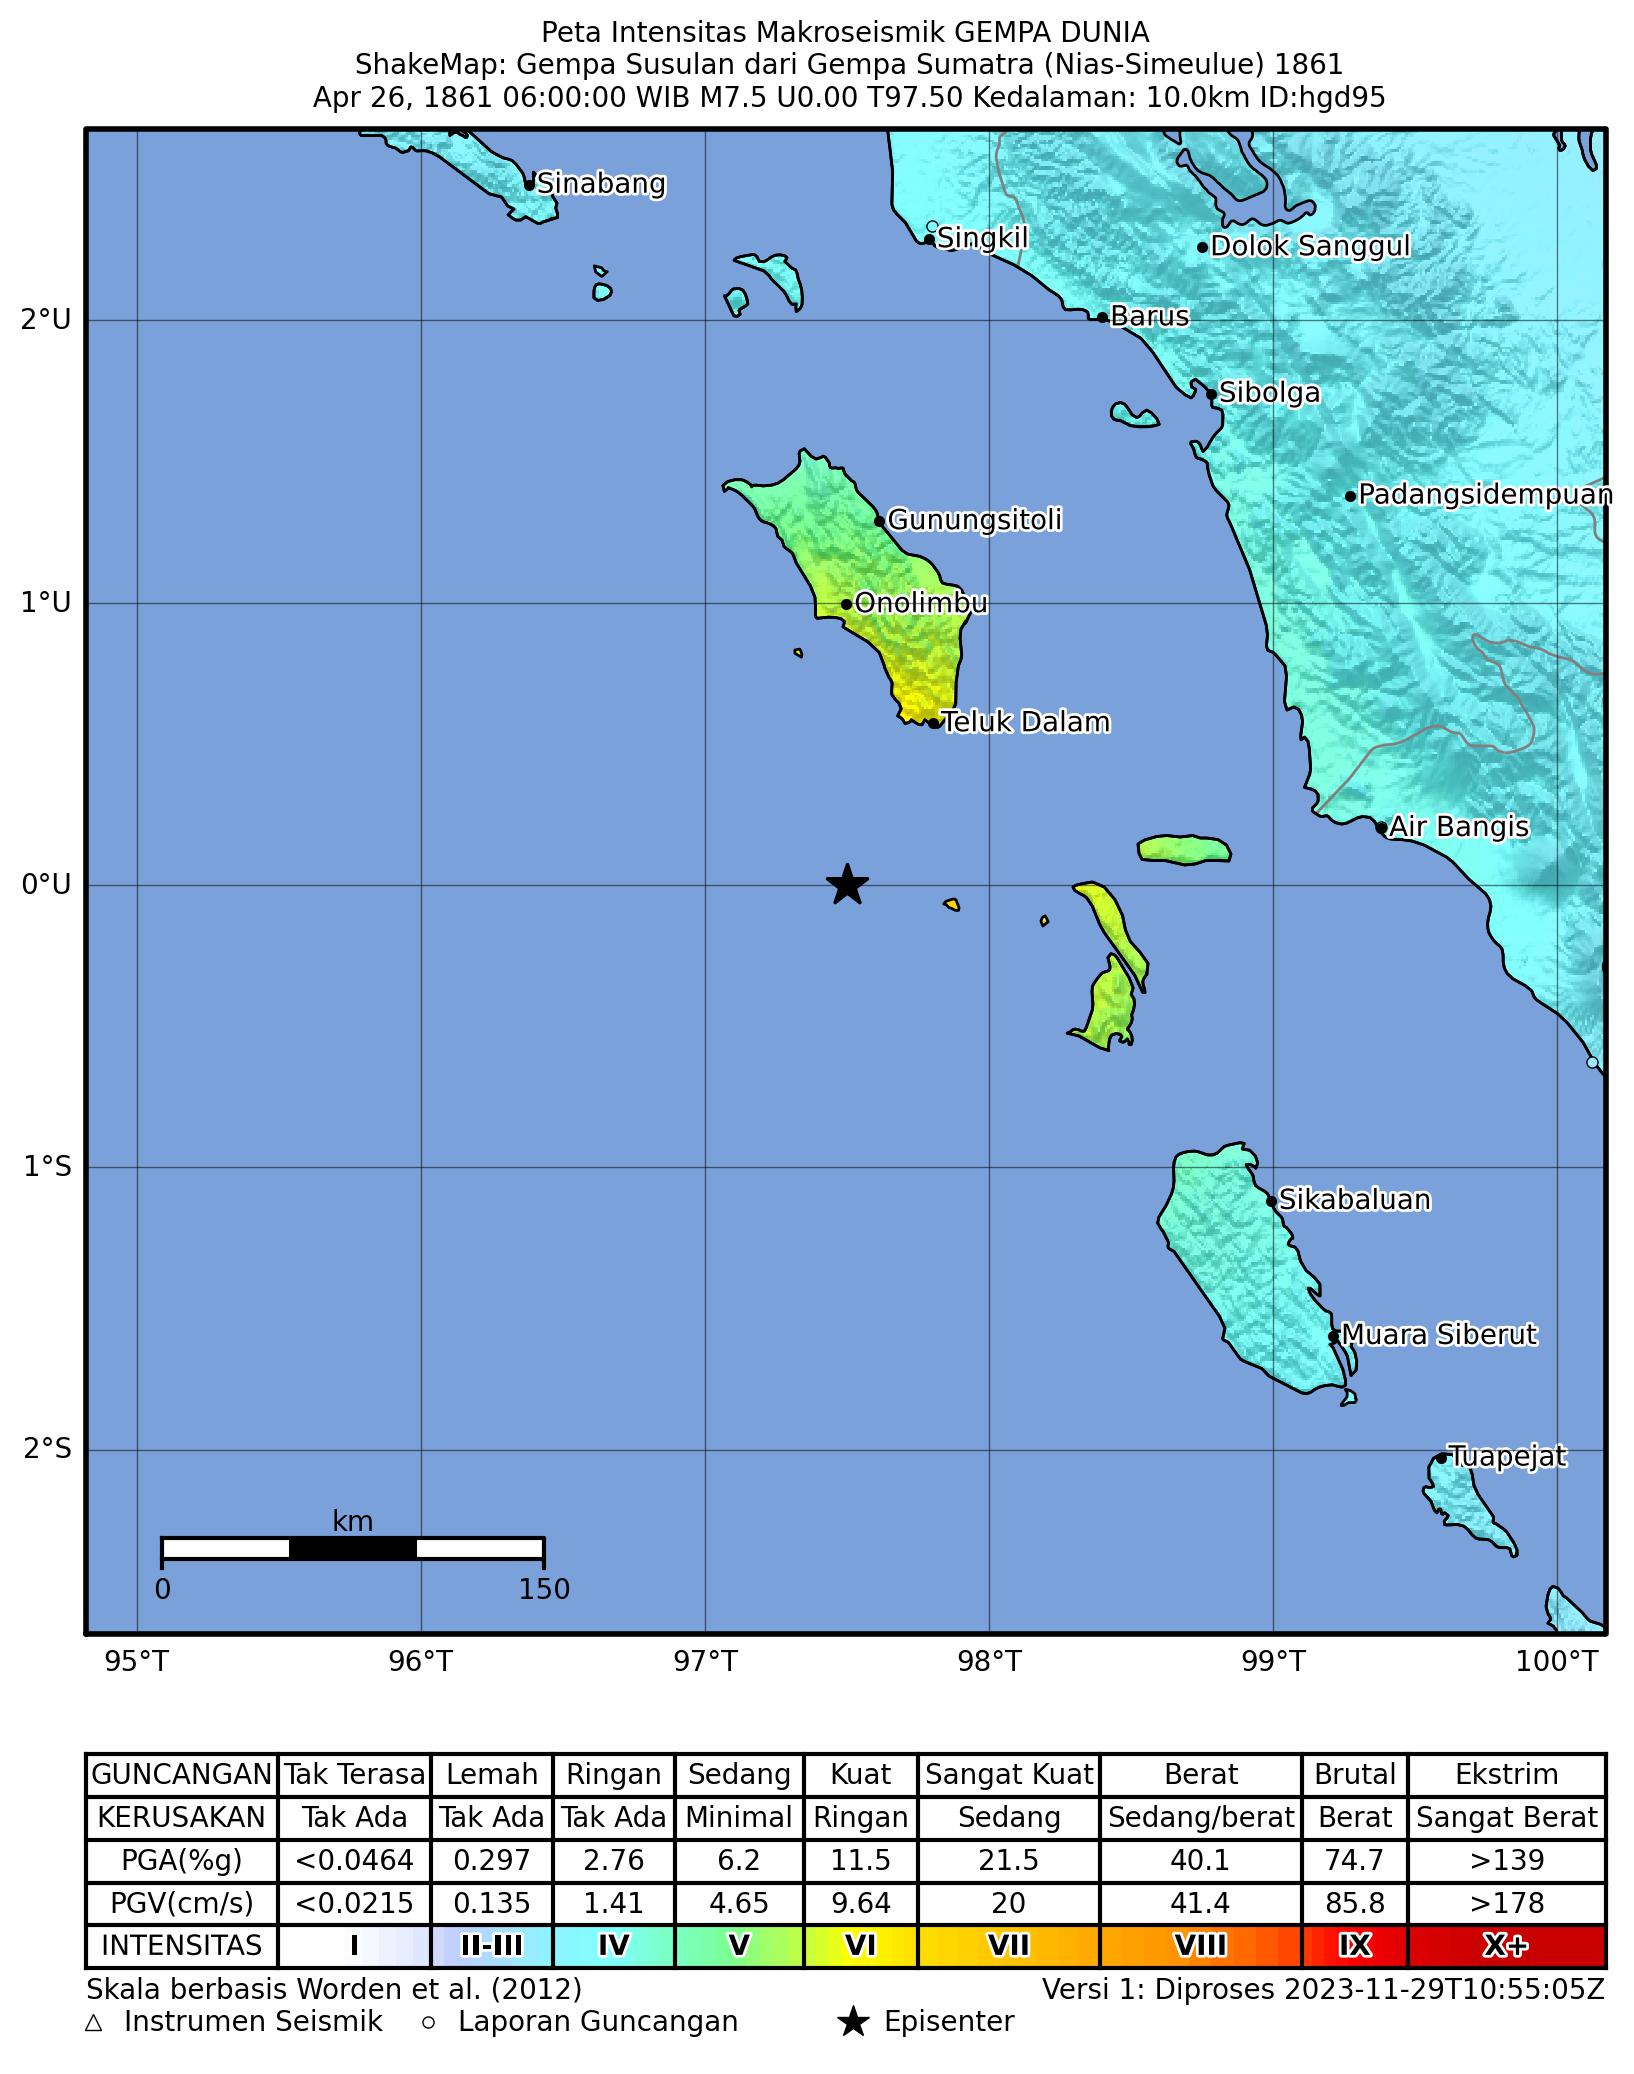 Peta Intensitas Makroseismik GEMPA DUNIA
ShakeMap: Gempa Susulan dari Gempa Sumatra (Nias-Simeulue) 1861
Apr 26, 1861 06:00:00 WIB M7.5 U0.00 T97.50 Kedalaman: 10.0km ID:hgd95
Sinabang
Singkil
Dolok Sanggul
Barus
2°U
Sibolga
Padangsidempuan
Gunungsitoli
1°U
Onolimbu
Teluk Dalam
Air Bangis
0°U
1°S
Sikabaluan
Muara Siberut
2°S
Tuapejat
km
0 150
95°T 96°T 97°T 98°T 99°T 100°T
GUNCANGAN Tak Terasa Lemah Ringan Sedang Kuat Sangat Kuat Berat Brutal Ekstrim
KERUSAKAN Tak Ada Tak Ada Tak Ada Minimal Ringan Sedang Sedang/berat Berat Sangat Berat
PGA(%g) <0.0464 0.297 2.76 6.2 11.5 21.5 40.1 74.7 >139
PGV(cm/s) <0.0215 0.135 1.41 4.65 9.64 20 41.4 85.8 >178
INTENSITAS I II-III IV V VI VII VIII IX X+
Skala berbasis Worden et al. (2012) Versi 1: Diproses 2023-11-29T10:55:05Z
Instrumen Seismik Laporan Guncangan Episenter